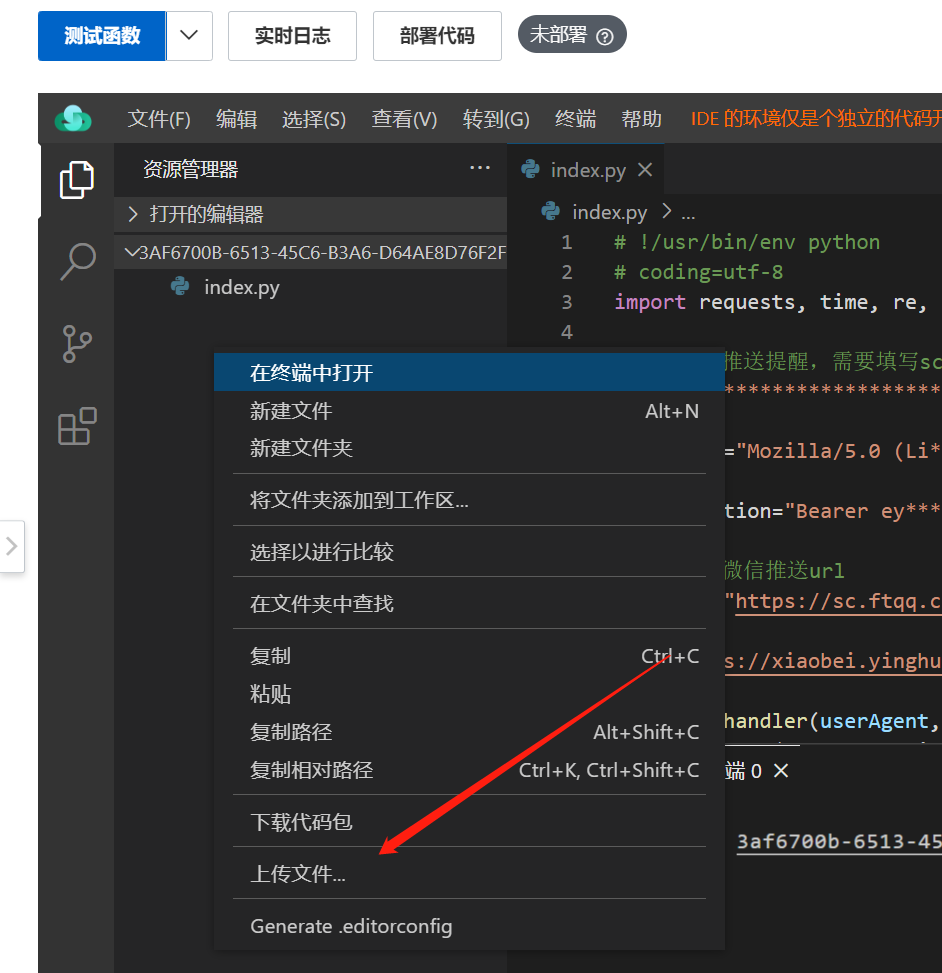 测试函数
实时日志
部署代码
未部署 ?
文件(F) 编辑 选择(S) 查看(V) 转到(G) 终端 帮助 IDE 的环境仅是个独立的代码开
资源管理器 ...
打开的编辑器
3AF6700B-6513-45C6-B3A6-D64AE8D76F2F
index.py
index.py
index.py > ...
1 # !/usr/bin/env python
2 # coding=utf-8
3 import requests, time, re,
4
推送提醒，需要填写sc
******************
="Mozilla/5.0 (Li*
tion="Bearer ey***
微信推送url
"https://sc.ftqq.c
s://xiaobei.yinghu
handler(userAgent,
端 0
3af6700b-6513-45
在终端中打开
新建文件 Alt+N
新建文件夹
将文件夹添加到工作区...
选择以进行比较
在文件夹中查找
复制 Ctrl+C
粘贴
复制路径 Alt+Shift+C
复制相对路径 Ctrl+K, Ctrl+Shift+C
下载代码包
上传文件...
Generate .editorconfig